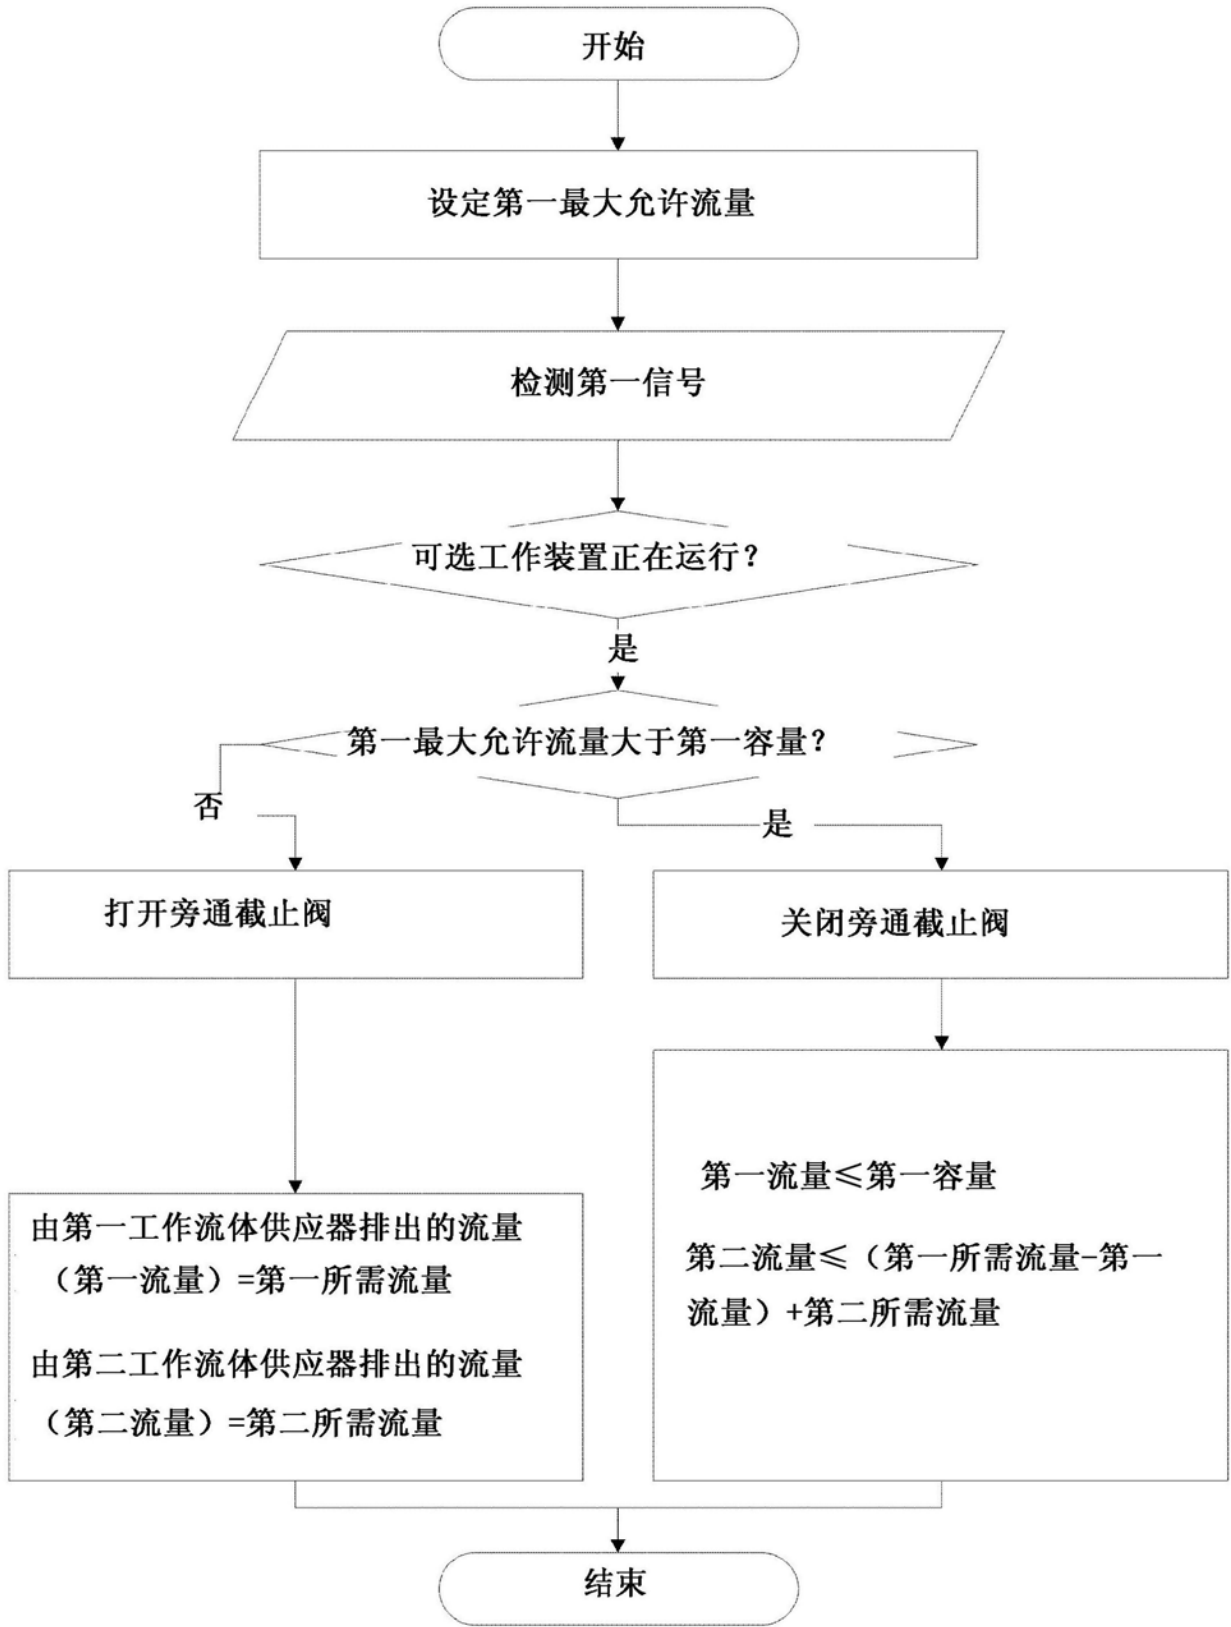 开始
设定第一最大允许流量
检测第一信号
可选工作装置正在运行？
是
第一最大允许流量大于第一容量？
否
是
打开旁通截止阀
关闭旁通截止阀
由第一工作流体供应器排出的流量
（第一流量）=第一所需流量
由第二工作流体供应器排出的流量
（第二流量）=第二所需流量
第一流量≤第一容量
第二流量≤（第一所需流量-第一
流量）+第二所需流量
结束